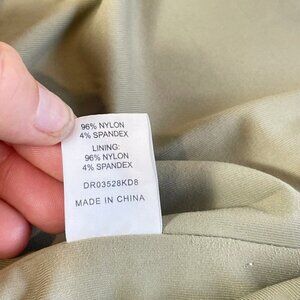 96% NYLON
4% SPANDEX
LINING:
96% NYLON
4% SPANDEX
DR03528KD8
MADE IN CHINA